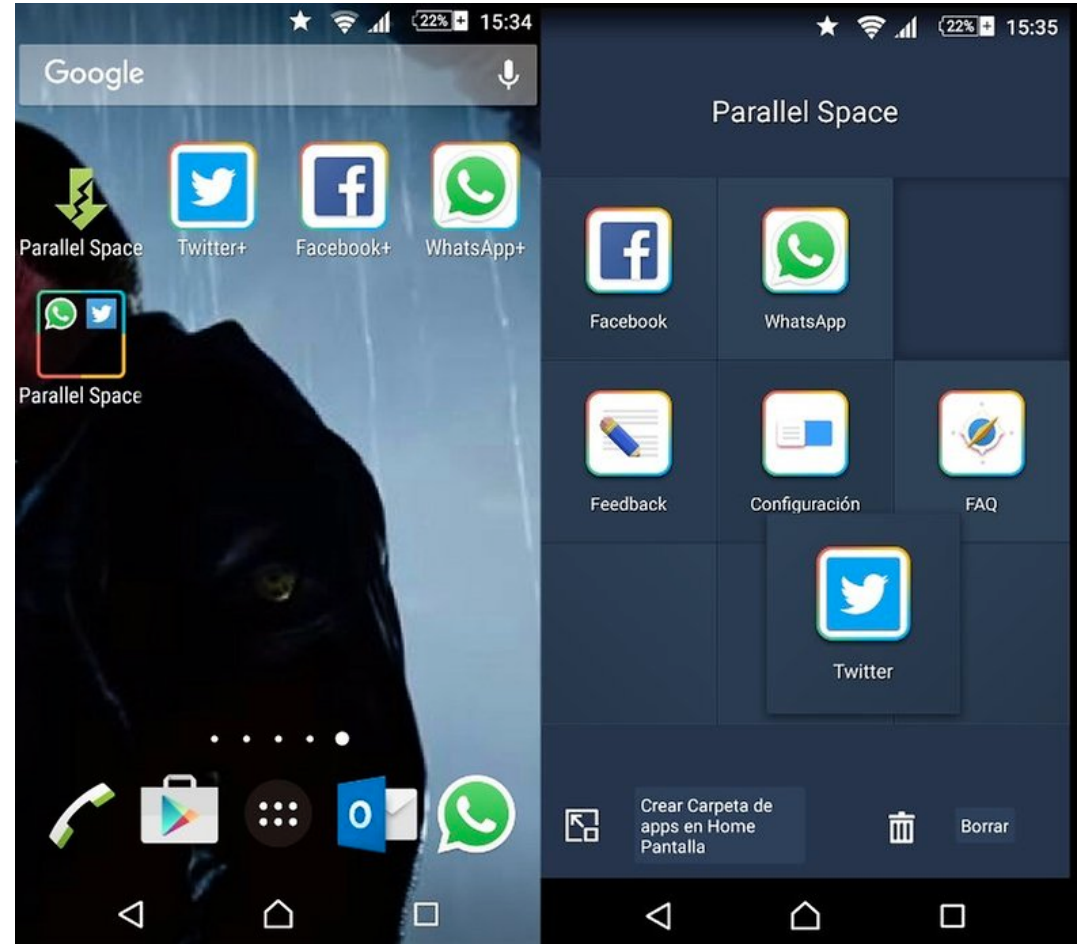 22% 15:34
Google
Parallel Space Twitter+ Facebook+ WhatsApp+
Parallel Space
22% 15:35
Parallel Space
Facebook WhatsApp
Feedback Configuración FAQ
Twitter
Crear Carpeta de
apps en Home
Pantalla
Borrar